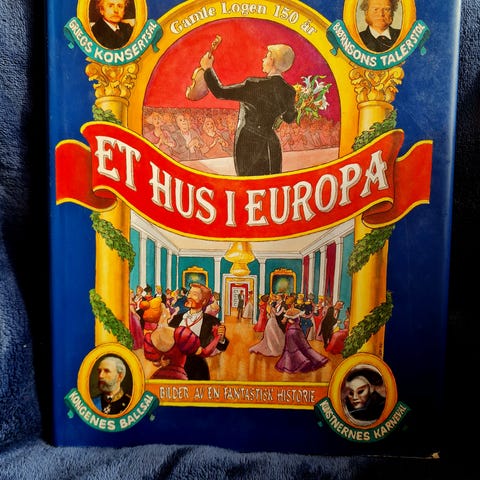 Gamle Logen 150 år
GRIEGS KONSERTSAL
BJØRNSONS TALERSTOL
ET HUS I EUROPA
BILDER AV EN FANTASTISK HISTORIE
KONGENES BALLSAL
KUNSTNERNES KARNEVAL